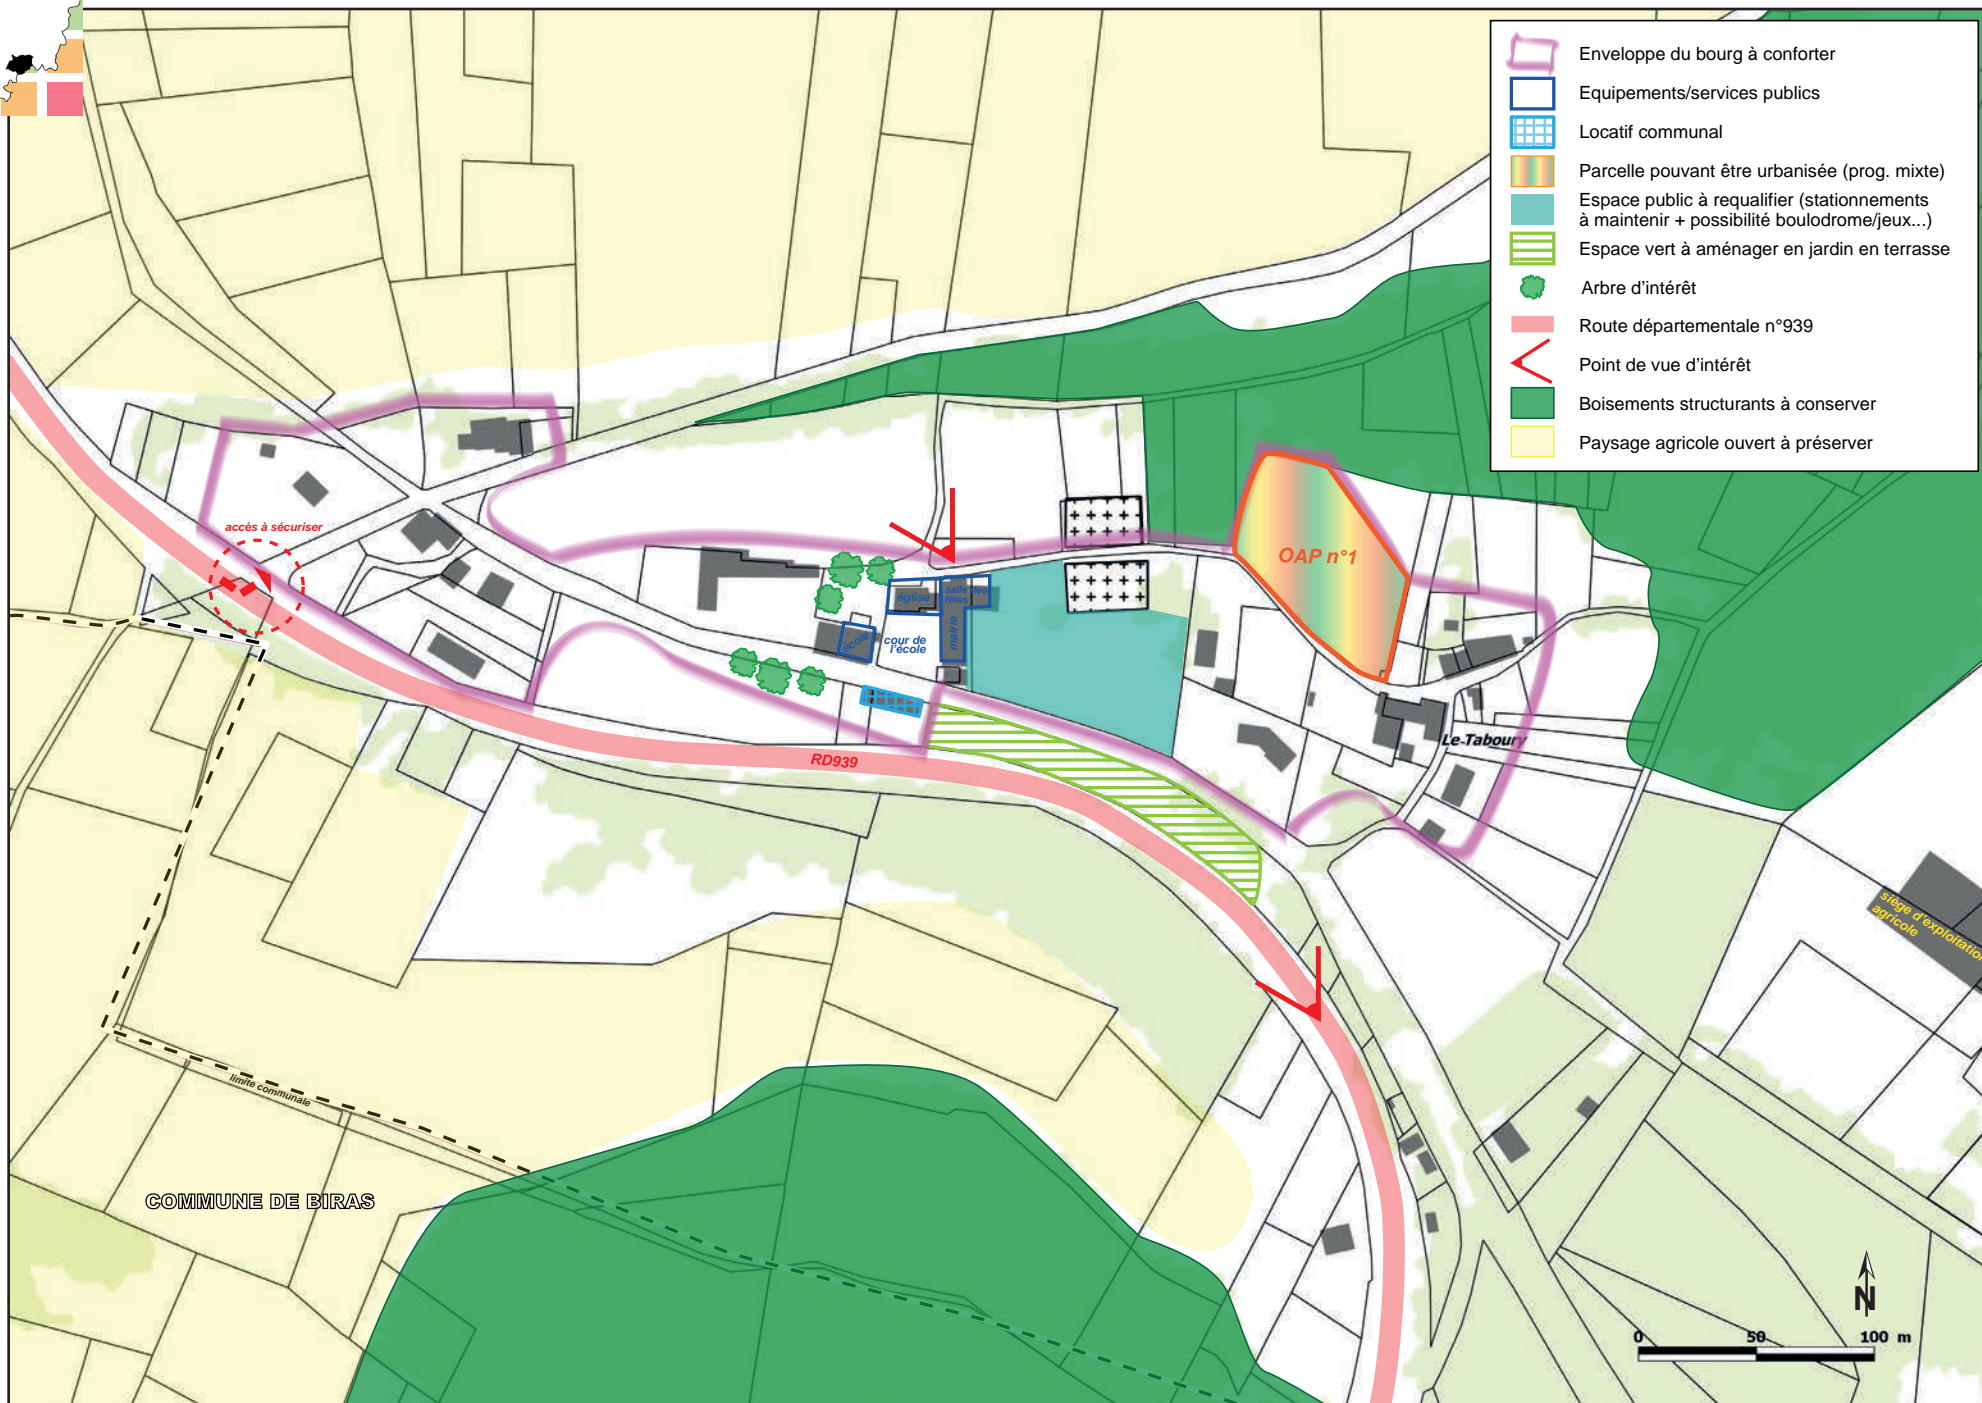 Enveloppe du bourg à conforter
Equipements/services publics
Locatif communal
Parcelle pouvant être urbanisée (prog. mixte)
Espace public à requalifier (stationnements
à maintenir + possibilité boulodrome/jeux...)
Espace vert à aménager en jardin en terrasse
Arbre d'intérêt
Route départementale n°939
Point de vue d'intérêt
Boisements structurants à conserver
Paysage agricole ouvert à préserver
accès à sécuriser
OAP n°1
église
salle des
fêtes
mairie
école
cour de
l'école
Le-Taboury
RD939
siège d'exploitation
agricole
limite communale
COMMUNE DE BIRAS
N
0 50 100 m